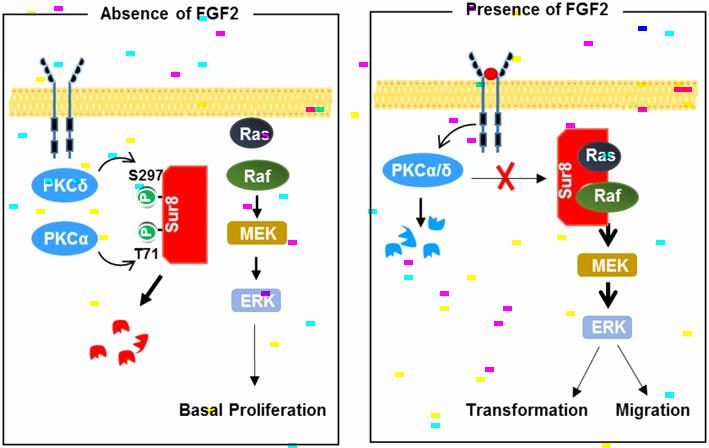 Absence of FGF2
Ras
PKCδ
S297
P
Sur8
Raf
PKCα
P
T71
MEK
ERK
Basal Proliferation
Presence of FGF2
PKCα/δ
Sur8
Ras
Raf
MEK
ERK
Transformation
Migration